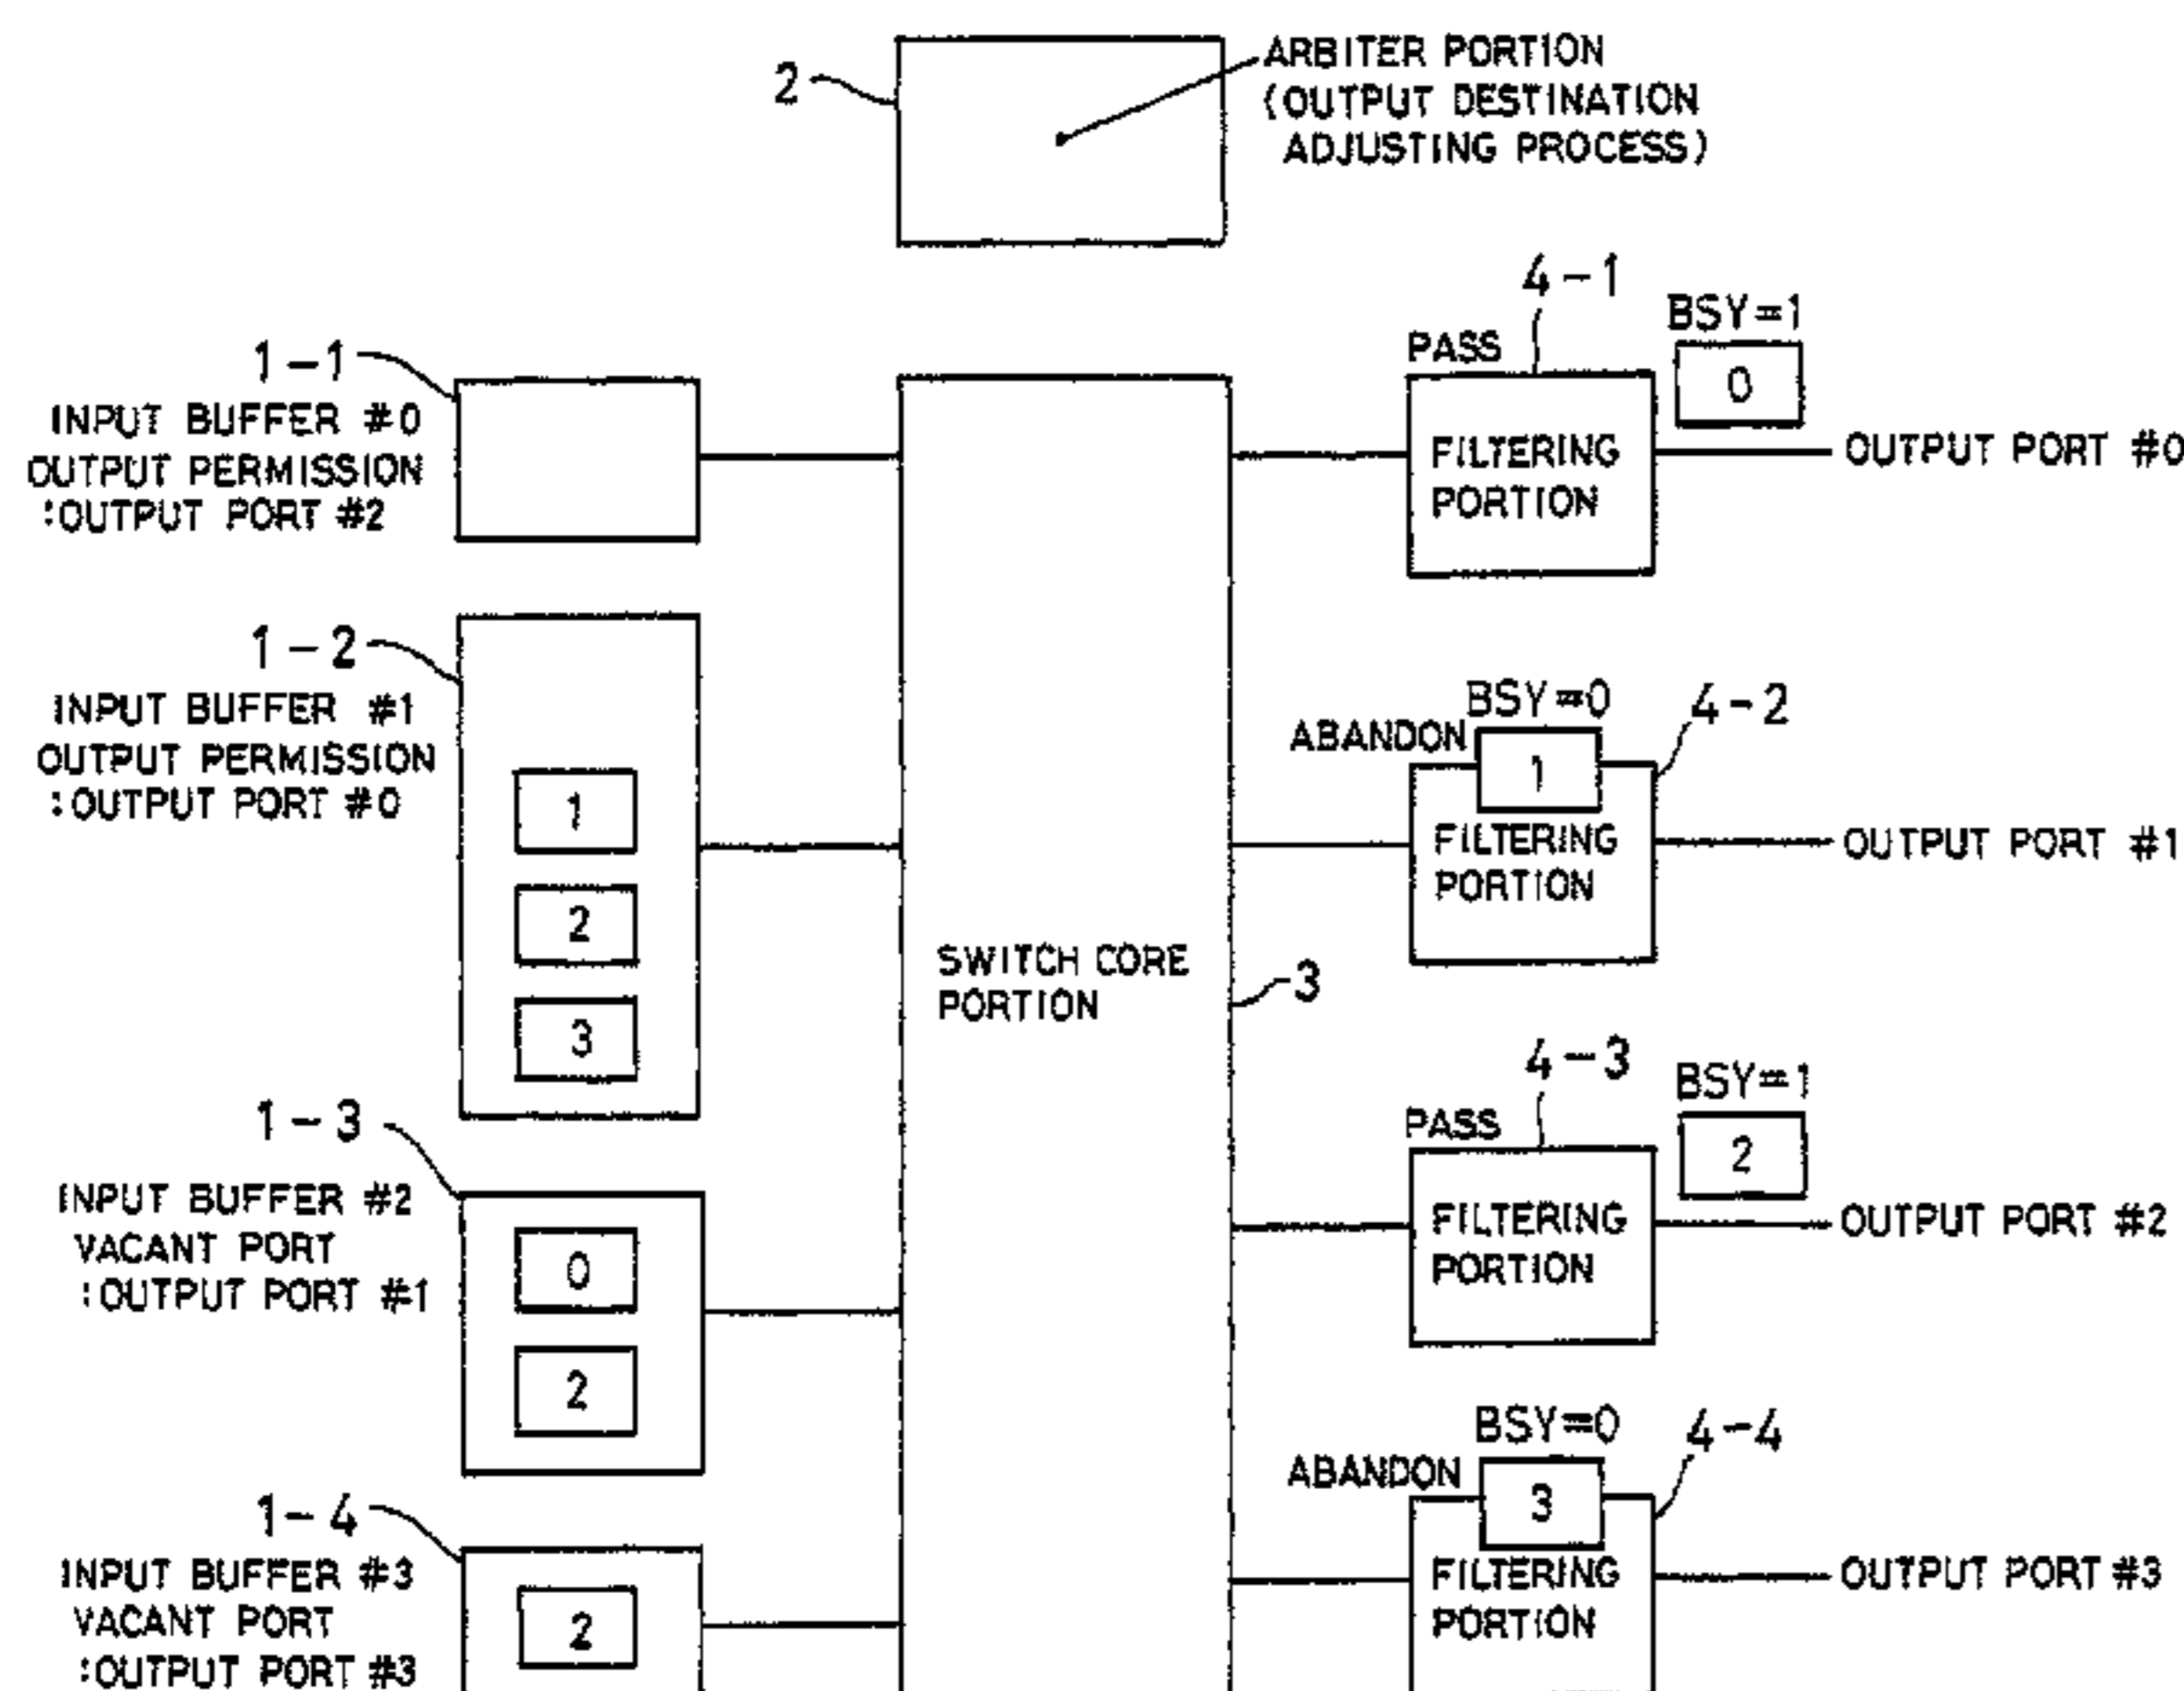 2
ARBITER PORTION
(OUTPUT DESTINATION
ADJUSTING PROCESS)
1-1
INPUT BUFFER #0
OUTPUT PERMISSION
:OUTPUT PORT #2
1-2
INPUT BUFFER #1
OUTPUT PERMISSION
:OUTPUT PORT #0
1
2
3
1-3
INPUT BUFFER #2
VACANT PORT
:OUTPUT PORT #1
0
2
1-4
INPUT BUFFER #3
VACANT PORT
:OUTPUT PORT #3
2
SWITCH CORE
PORTION
3
4-1
PASS
BSY=1
0
FILTERING
PORTION
OUTPUT PORT #0
ABANDON
BSY=0
1
4-2
FILTERING
PORTION
OUTPUT PORT #1
4-3
PASS
BSY=1
2
FILTERING
PORTION
OUTPUT PORT #2
ABANDON
BSY=0
3
4-4
FILTERING
PORTION
OUTPUT PORT #3